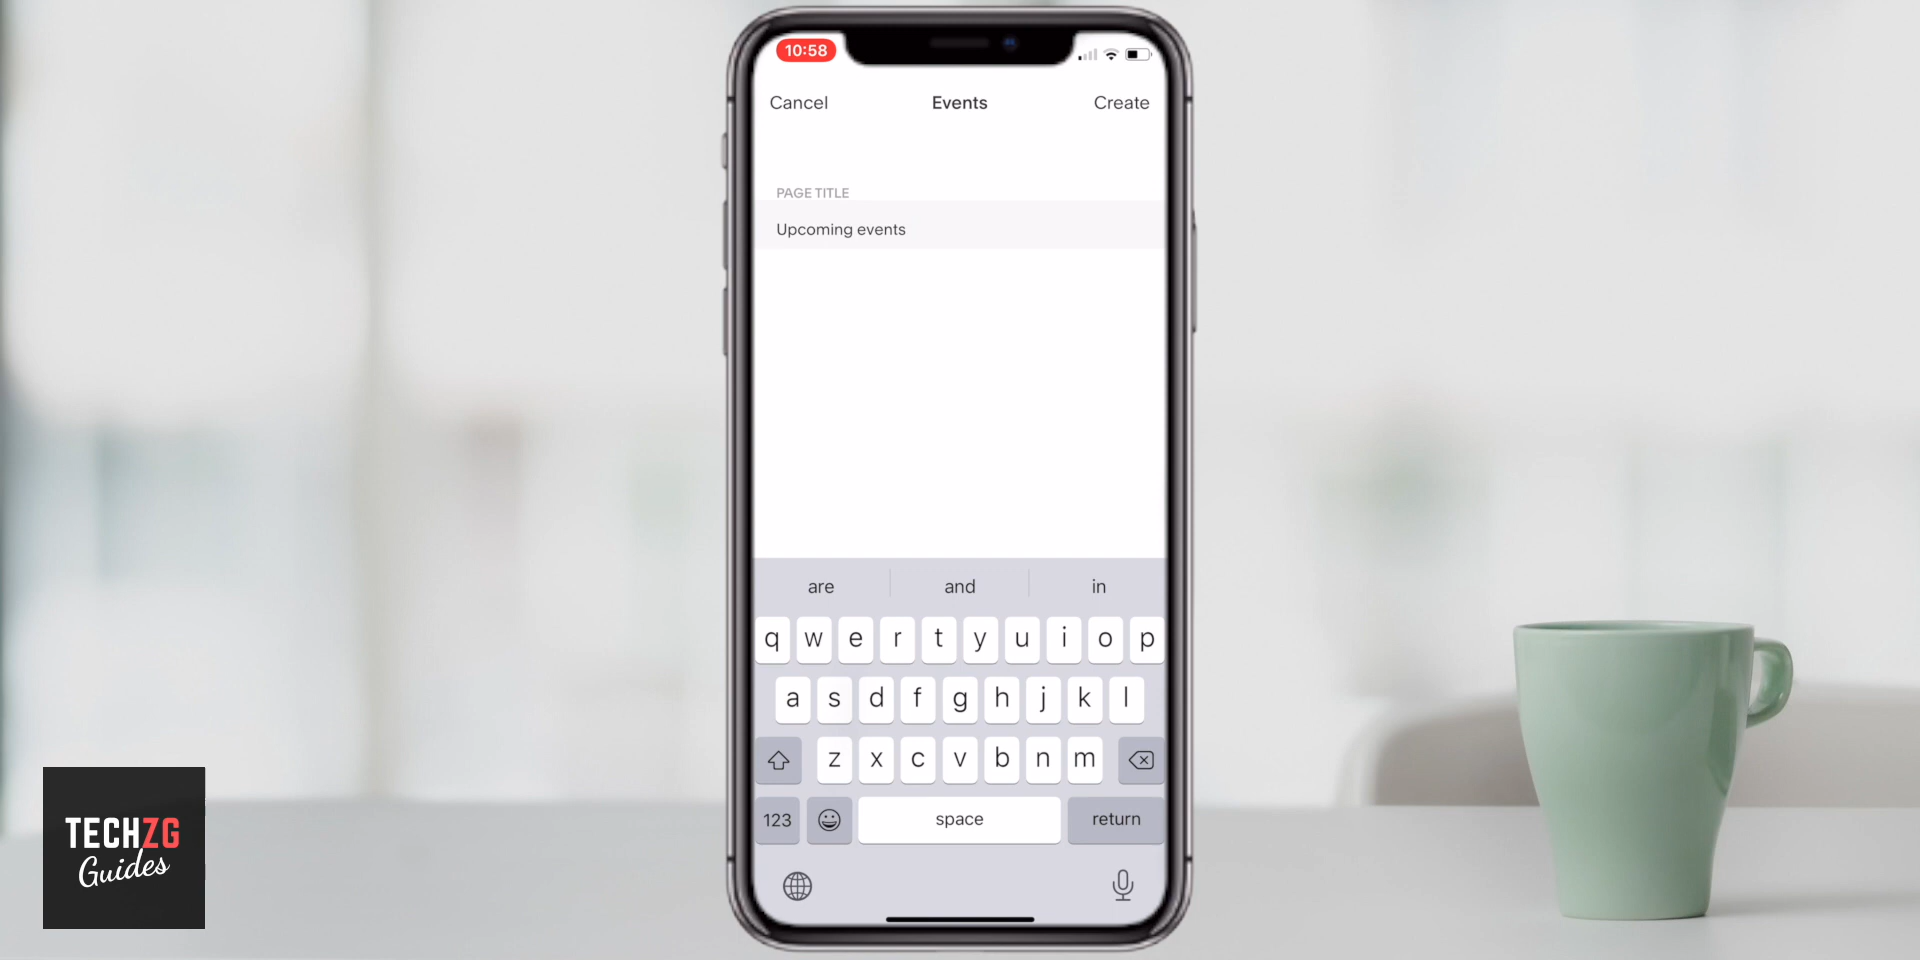 10:58
Cancel Events Create
PAGE TITLE
Upcoming events
are and in
q w e r t y u i o p
a s d f g h j k l
z x c v b n m
123 space return
TECHZG
Guides